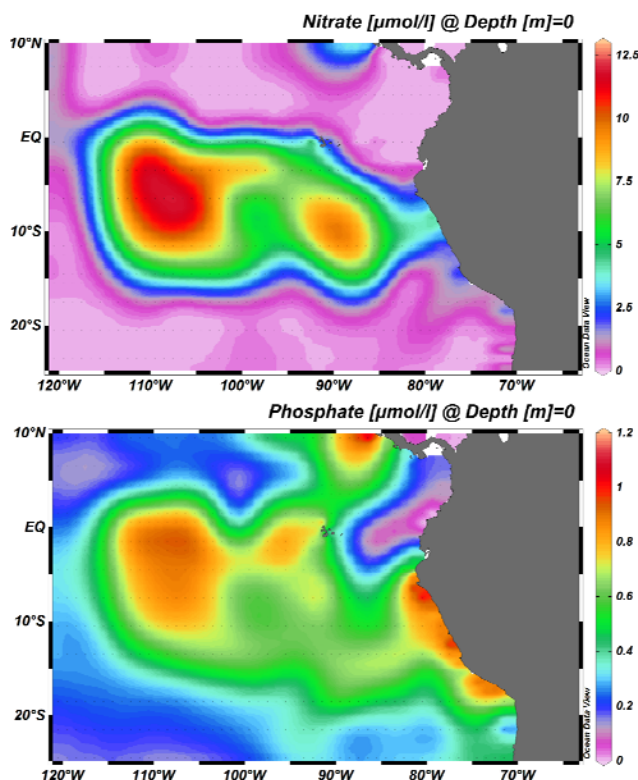 Nitrate [μmol/l] @ Depth [m]=0
10°N
EQ
10°S
20°S
120°W 110°W 100°W 90°W 80°W 70°W
12.5
10
7.5
5
2.5
0
Ocean Data View
Phosphate [μmol/l] @ Depth [m]=0
10°N
EQ
10°S
20°S
120°W 110°W 100°W 90°W 80°W 70°W
1.2
1
0.8
0.6
0.4
0.2
0
Ocean Data View